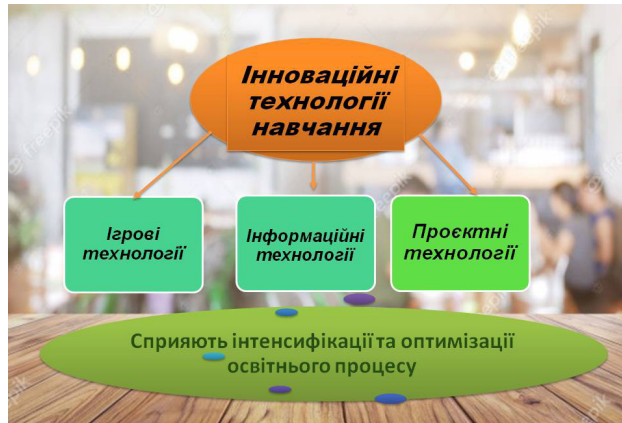 Інноваційні
технології
навчання
Ігрові
технології
Інформаційні
технології
Проєктні
технології
Сприяють інтенсифікації та оптимізації
освітнього процесу